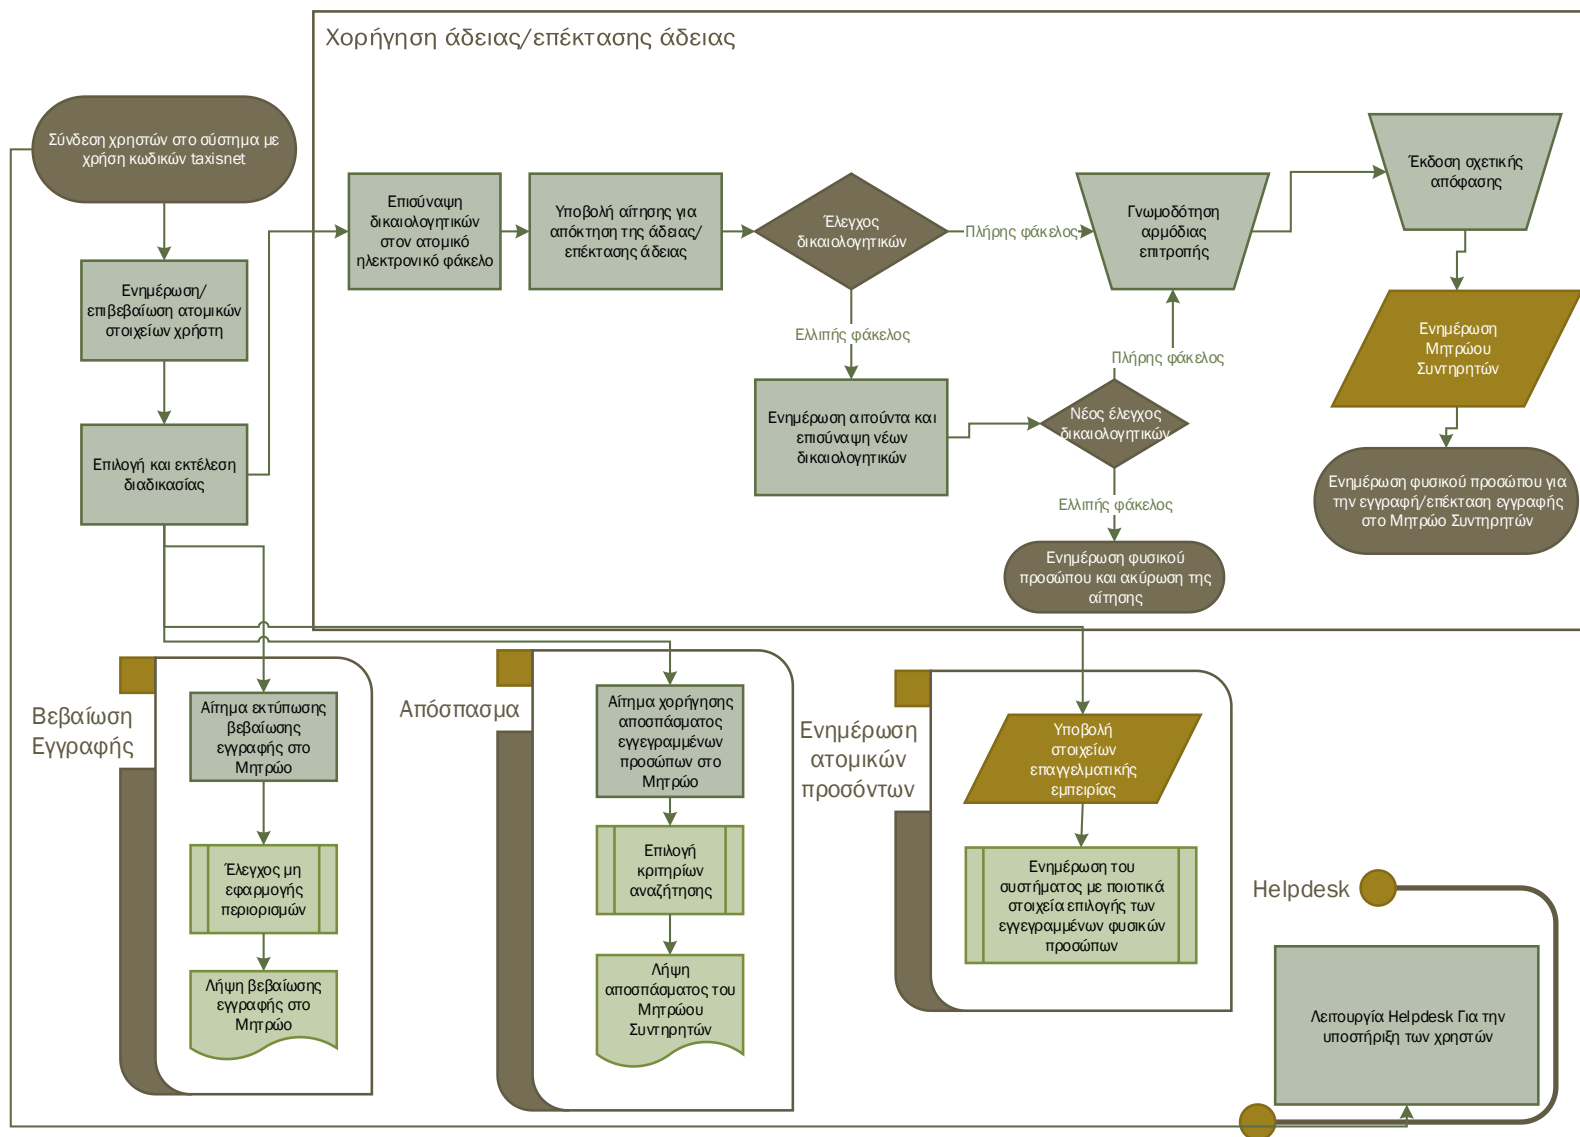 Χορήγηση άδειας/επέκτασης άδειας
Σύνδεση χρηστών στο σύστημα με
χρήση κωδικών taxisnet
Ενημέρωση/
επιβεβαίωση ατομικών
στοιχείων χρήστη
Επιλογή και εκτέλεση
διαδικασίας
Επισύναψη
δικαιολογητικών
στον ατομικό
ηλεκτρονικό φάκελο
Υποβολή αίτησης για
απόκτηση της άδειας/
επέκτασης άδειας
Έλεγχος
δικαιολογητικών
Πλήρης φάκελος
Γνωμοδότηση
αρμόδιας
επιτροπής
Έκδοση σχετικής
απόφασης
Ελλιπής φάκελος
Ενημέρωση αιτούντα και
επισύναψη νέων
δικαιολογητικών
Πλήρης φάκελος
Νέος έλεγχος
δικαιολογητικών
Ελλιπής φάκελος
Ενημέρωση φυσικού
προσώπου και ακύρωση της
αίτησης
Ενημέρωση
Μητρώου
Συντηρητών
Ενημέρωση φυσικού προσώπου για
την εγγραφή/επέκταση εγγραφής
στο Μητρώο Συντηρητών
Βεβαίωση
Εγγραφής
Αίτημα εκτύπωσης
βεβαίωσης
εγγραφής στο
Μητρώο
Έλεγχος μη
εφαρμογής
περιορισμών
Λήψη βεβαίωσης
εγγραφής στο
Μητρώο
Απόσπασμα
Αίτημα χορήγησης
αποσπάσματος
εγγεγραμμένων
προσώπων στο
Μητρώο
Επιλογή
κριτηρίων
αναζήτησης
Λήψη
αποσπάσματος του
Μητρώου
Συντηρητών
Ενημέρωση
ατομικών
προσόντων
Υποβολή
στοιχείων
επαγγελματικής
εμπειρίας
Ενημέρωση του
συστήματος με ποιοτικά
στοιχεία επιλογής των
εγγεγραμμένων φυσικών
προσώπων
Helpdesk
Λειτουργία Helpdesk Για την
υποστήριξη των χρηστών